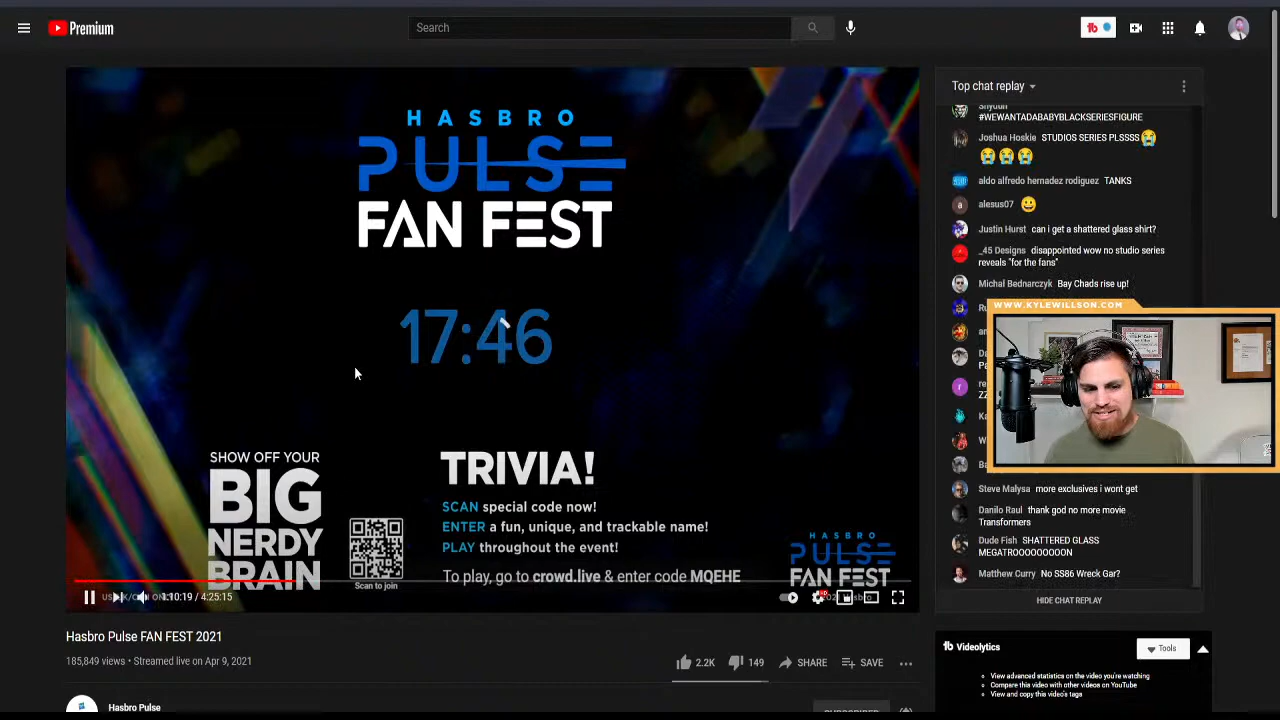 Premium
Search
HASBRO
PULSE
FAN FEST
17:46
SHOW OFF YOUR
BIG
NERDY
BRAIN
Scan to join
TRIVIA!
SCAN special code now!
ENTER a fun, unique, and trackable name!
PLAY throughout the event!
To play, go to crowd.live & enter code MQEHE
HASBRO
PULSE
FAN FEST
1:10:19 / 4:25:15
Hasbro Pulse FAN FEST 2021
185,849 views • Streamed live on Apr 9, 2021
2.2K
149
SHARE
SAVE
Hasbro Pulse
Top chat replay
#WEWANTADABABYBLACKSERIESFIGURE
Joshua Hoskie STUDIOS SERIES PLSSSS😭
😭😭😭
aldo alfredo hernadez rodiguez TANKS
alesus07 😀
Justin Hurst can i get a shattered glass shirt?
_45 Designs disappointed wow no studio series
reveals "for the fans"
Michal Bednarczyk Bay Chads rise up!
WWW.KYLEWILLSON.COM
Steve Malysa more exclusives i wont get
Danilo Raul thank god no more movie
Transformers
Dude Fish SHATTERED GLASS
MEGATROOOOOOOOON
Matthew Curry No SS86 Wreck Gar?
HIDE CHAT REPLAY
tb Videolytics
Tools
View advanced statistics on the video you're watching
Compare this video with other videos on YouTube
View and copy this video's tags